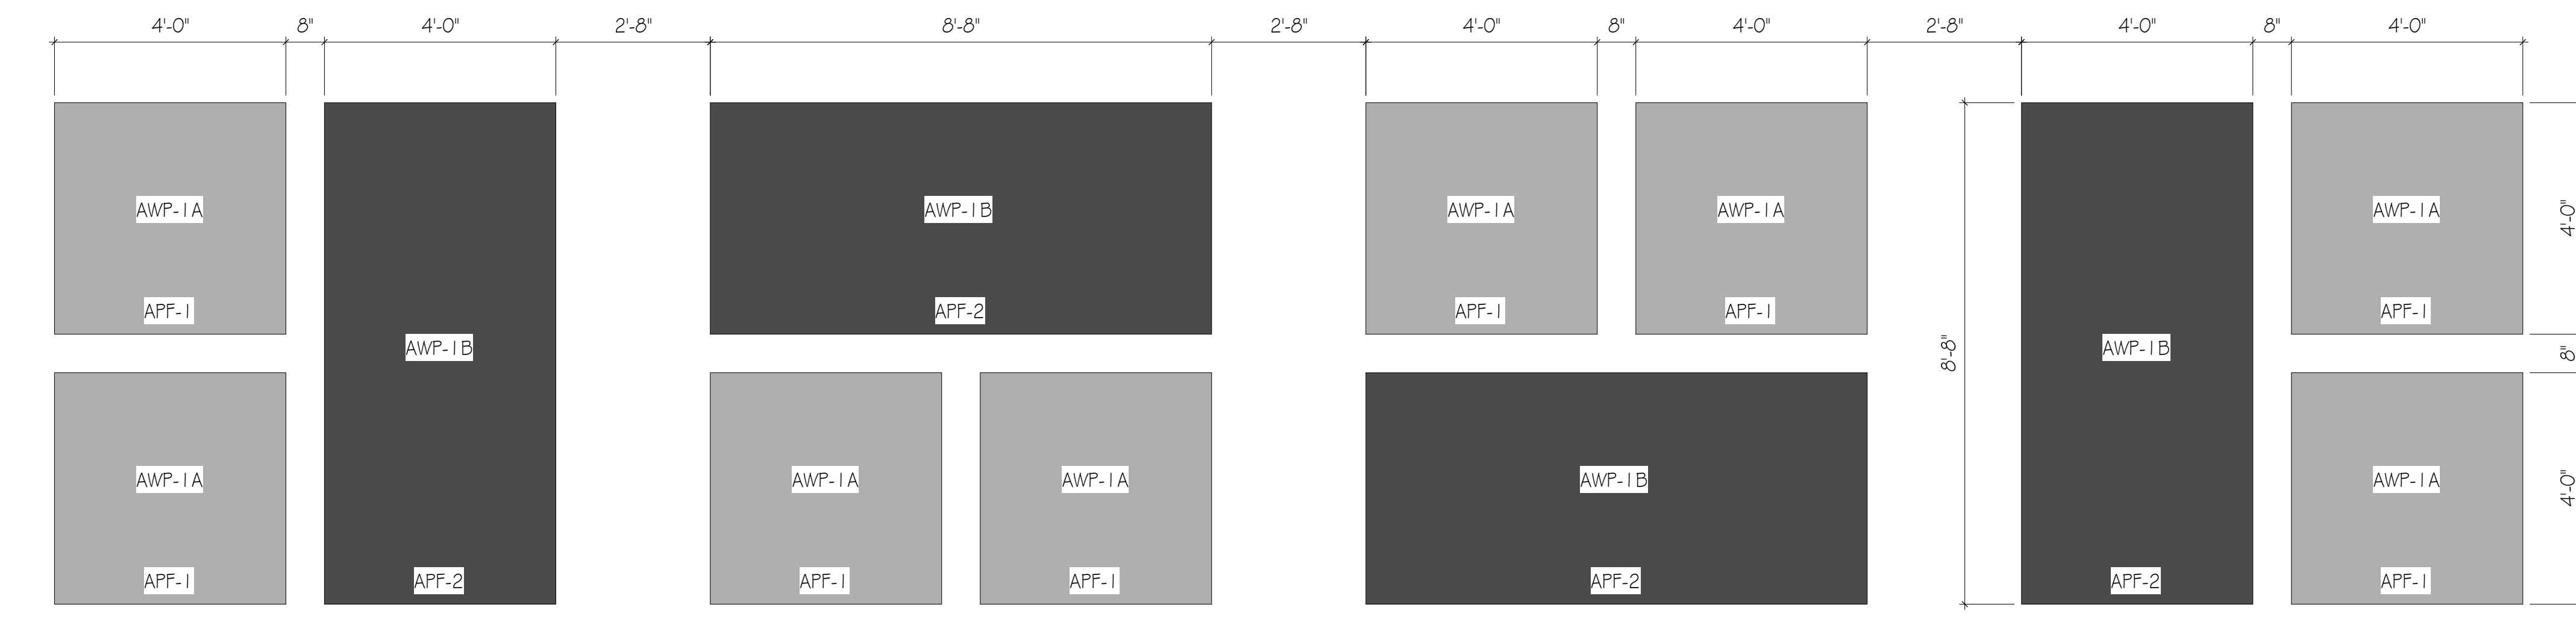 4'-0" 8" 4'-0" 2'-8" 8'-8" 2'-8" 4'-0" 8" 4'-0" 2'-8" 4'-0" 8" 4'-0"
AWP-1A AWP-1B AWP-1A AWP-1A AWP-1A 4'-0"
APF-1 APF-2 APF-1 APF-1 APF-1
AWP-1B 8'-8" AWP-1B 8"
AWP-1A AWP-1A AWP-1A AWP-1B AWP-1A 4'-0"
APF-1 APF-2 APF-1 APF-1 APF-2 APF-2 APF-1